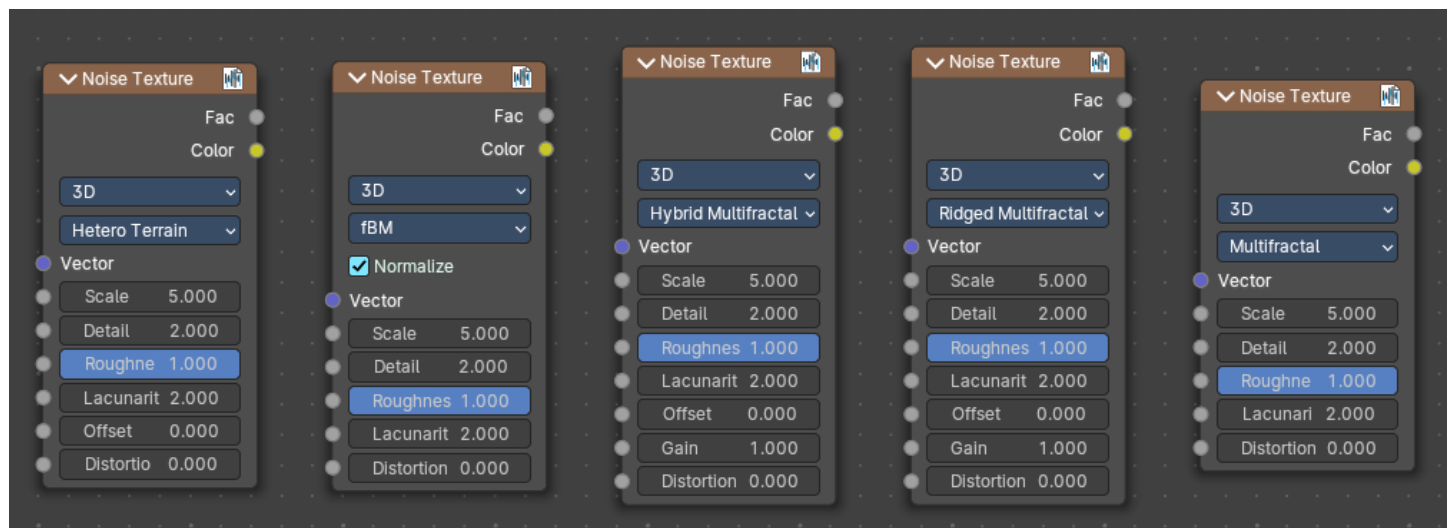 Noise Texture
Fac
Color
3D
Hetero Terrain
Vector
Scale 5.000
Detail 2.000
Roughne 1.000
Lacunarit 2.000
Offset 0.000
Distortio 0.000
Noise Texture
Fac
Color
3D
fBM
Normalize
Vector
Scale 5.000
Detail 2.000
Roughnes 1.000
Lacunarit 2.000
Distortion 0.000
Noise Texture
Fac
Color
3D
Hybrid Multifractal
Vector
Scale 5.000
Detail 2.000
Roughnes 1.000
Lacunarit 2.000
Offset 0.000
Gain 1.000
Distortion 0.000
Noise Texture
Fac
Color
3D
Ridged Multifractal
Vector
Scale 5.000
Detail 2.000
Roughnes 1.000
Lacunarit 2.000
Offset 0.000
Gain 1.000
Distortion 0.000
Noise Texture
Fac
Color
3D
Multifractal
Vector
Scale 5.000
Detail 2.000
Roughne 1.000
Lacunari 2.000
Distortion 0.000